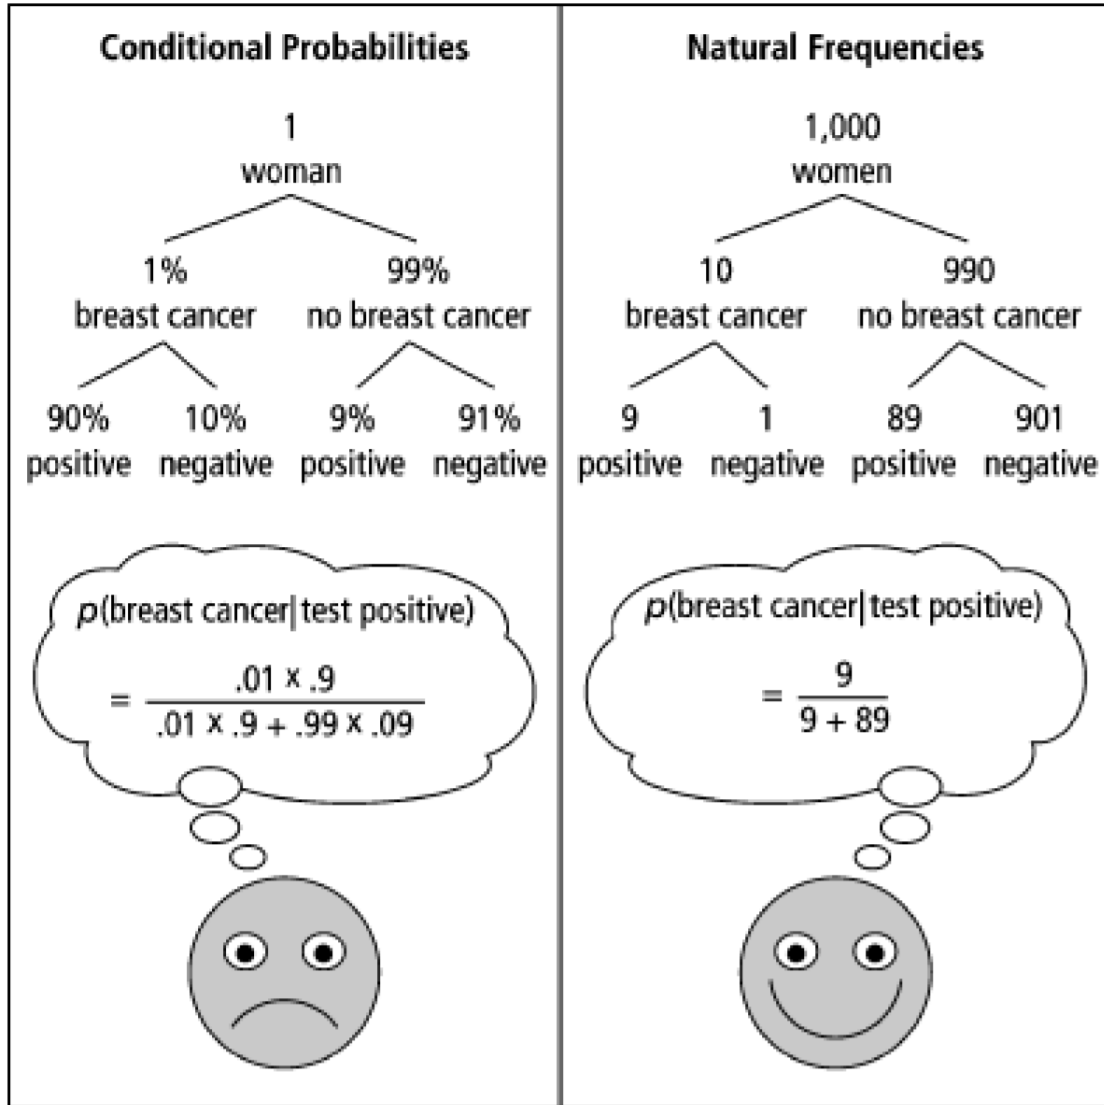 Conditional Probabilities
1
woman
1% 99%
breast cancer no breast cancer
90% 10% 9% 91%
positive negative positive negative
p(breast cancer|test positive)
.01 x .9
=
.01 x .9 + .99 x .09
Natural Frequencies
1,000
women
10 990
breast cancer no breast cancer
9 1 89 901
positive negative positive negative
p(breast cancer|test positive)
9
=
9 + 89